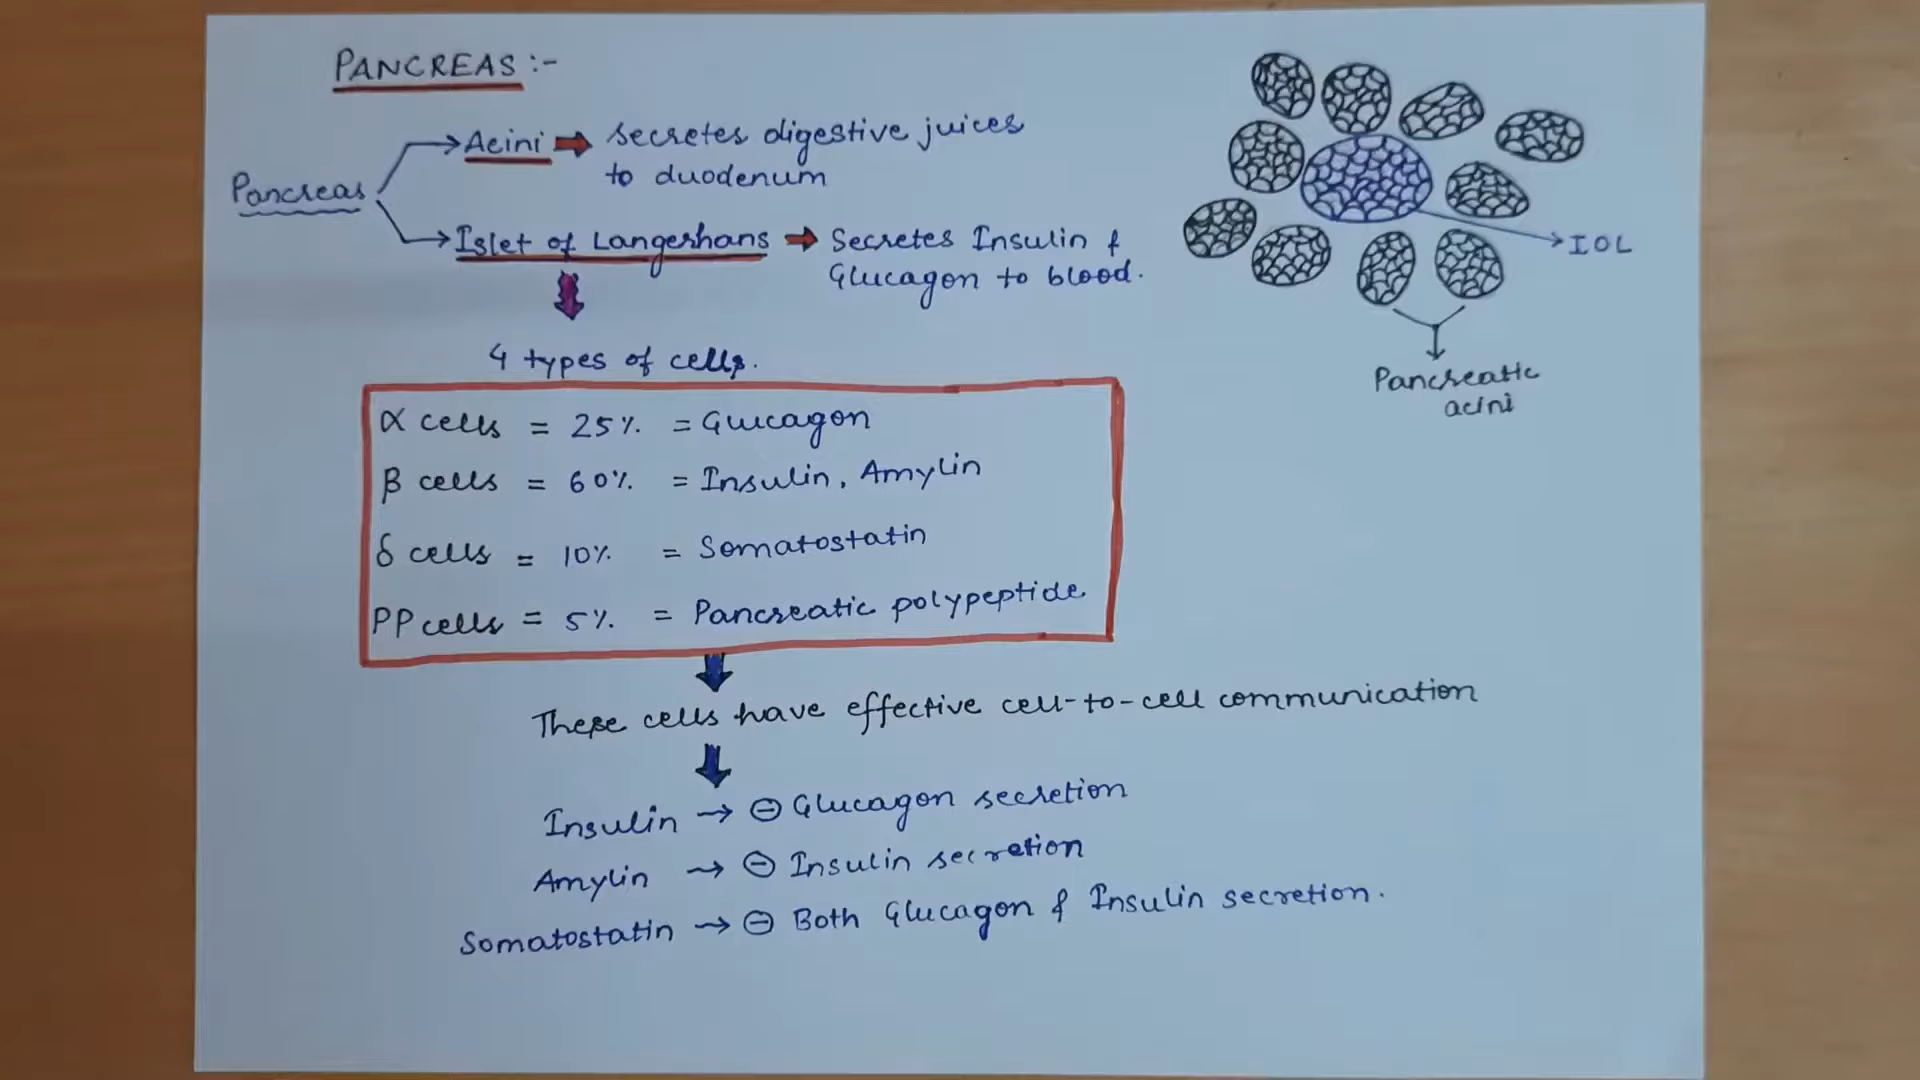 PANCREAS :-
Pancreas
Acini → secretes digestive juices
to duodenum
Islet of Langerhans → Secretes Insulin &
Glucagon to blood.
4 types of cells.
α cells = 25% = Glucagon
β cells = 60% = Insulin, Amylin
δ cells = 10% = Somatostatin
PP cells = 5% = Pancreatic polypeptide
These cells have effective cell-to-cell communication
Insulin → ⊖ Glucagon secretion
Amylin → ⊖ Insulin secretion
Somatostatin → ⊖ Both Glucagon & Insulin secretion.
IOL
Pancreatic
acini